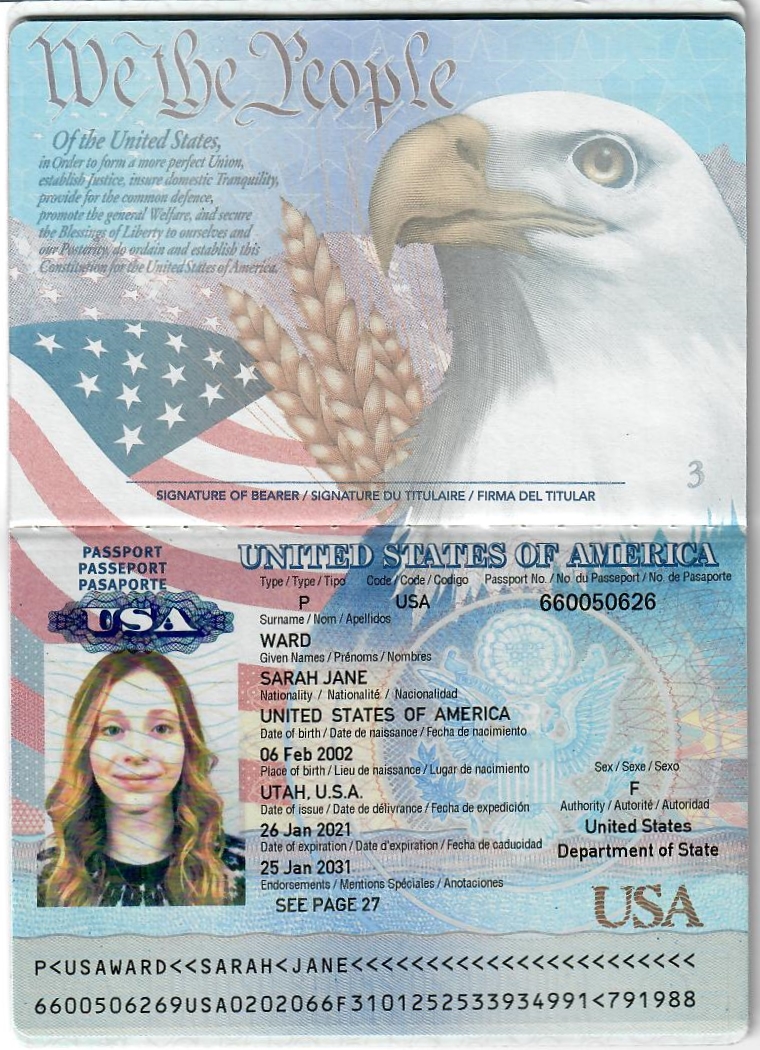 We the People
Of the United States,
in Order to form a more perfect Union,
establish Justice, insure domestic Tranquility,
provide for the common defence,
promote the general Welfare, and secure
the Blessings of Liberty to ourselves and
our Posterity, do ordain and establish this
Constitution for the United States of America.
3
SIGNATURE OF BEARER / SIGNATURE DU TITULAIRE / FIRMA DEL TITULAR
PASSPORT
PASSEPORT
PASAPORTE
USA
UNITED STATES OF AMERICA
Type / Type / Tipo Code / Code / Codigo Passport No. / No. du Passeport / No. de Pasaporte
P USA 660050626
Surname / Nom / Apellidos
WARD
Given Names / Prénoms / Nombres
SARAH JANE
Nationality / Nationalité / Nacionalidad
UNITED STATES OF AMERICA
Date of birth / Date de naissance / Fecha de nacimiento
06 Feb 2002
Place of birth / Lieu de naissance / Lugar de nacimiento
UTAH, U.S.A.
Sex / Sexe / Sexo
F
Date of issue / Date de délivrance / Fecha de expedición
26 Jan 2021
Authority / Autorité / Autoridad
United States
Department of State
Date of expiration / Date d'expiration / Fecha de caducidad
25 Jan 2031
Endorsements / Mentions Spéciales / Anotaciones
SEE PAGE 27
USA
P<USAWARD<<SARAH<JANE<<<<<<<<<<<<<<<<<<<<<<<
6600506269USA0202066F3101252533934991<791988